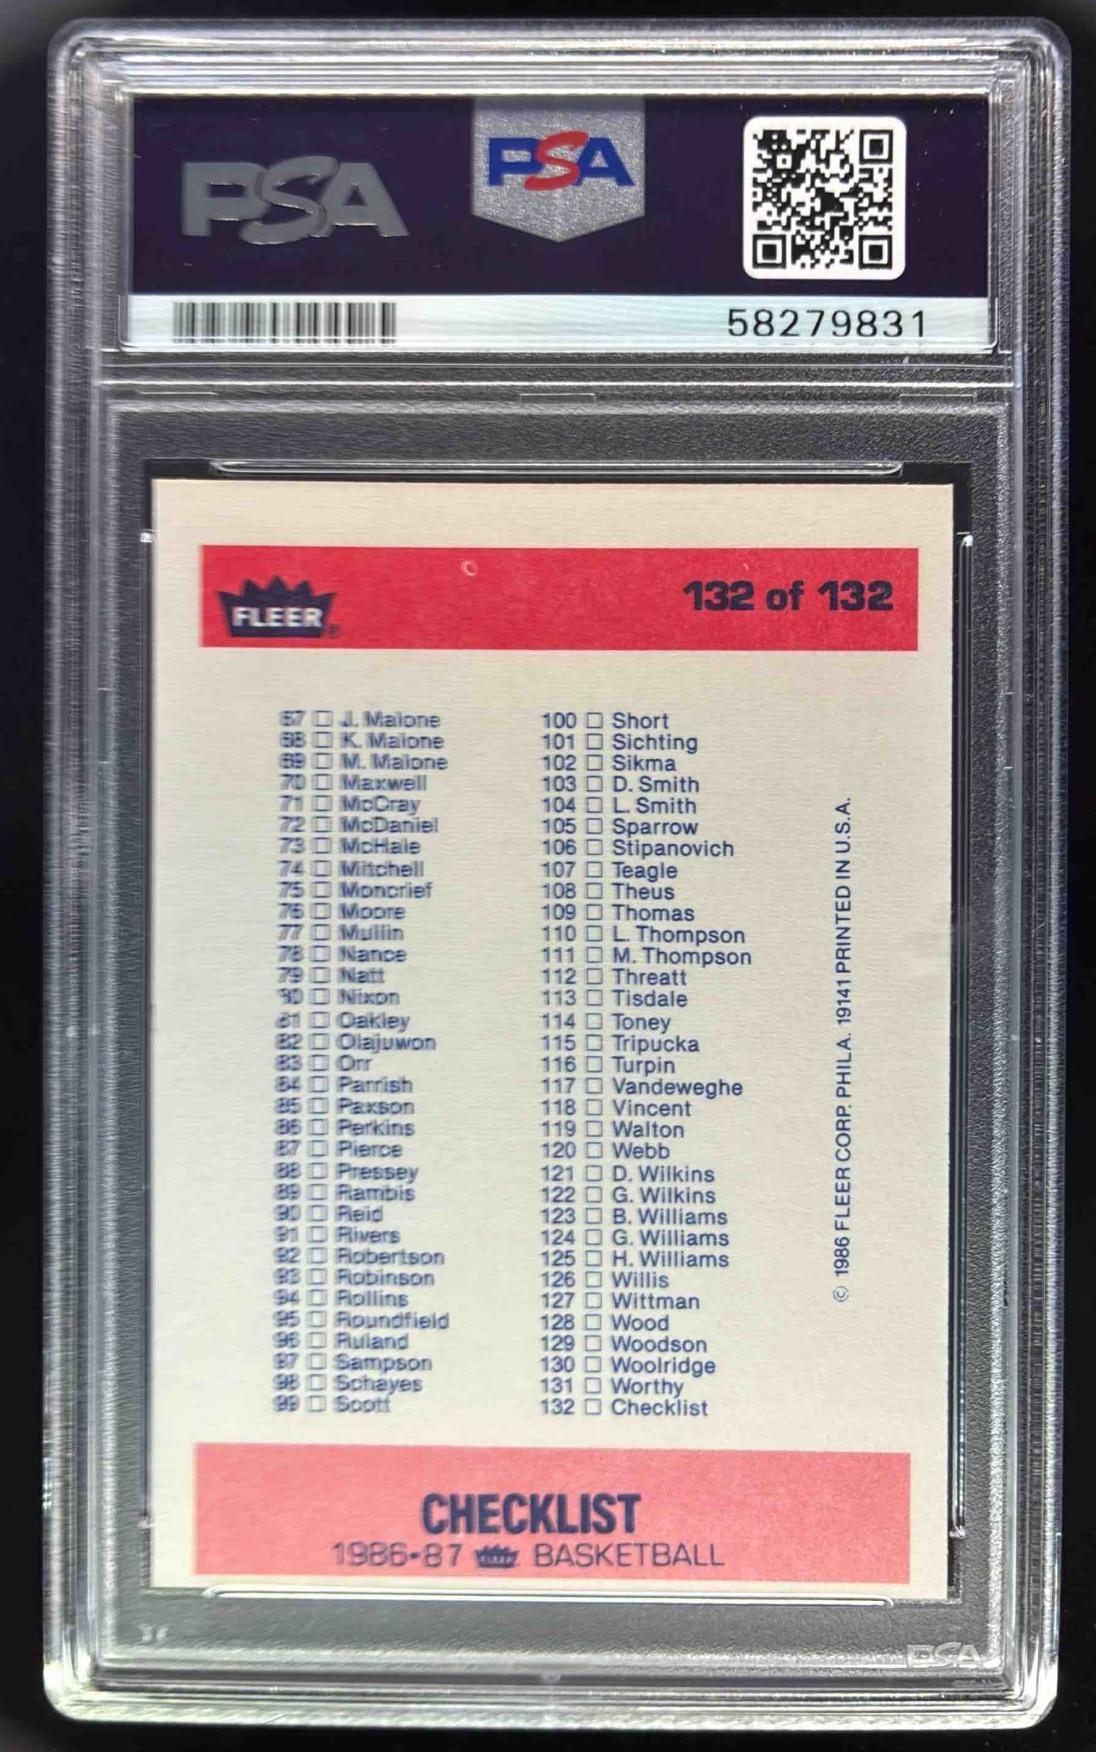 PSA
PSA
58279831
FLEER®
132 of 132
67 □ J. Malone
68 □ K. Malone
69 □ M. Malone
70 □ Maxwell
71 □ McCray
72 □ McDaniel
73 □ McHale
74 □ Mitchell
75 □ Moncrief
76 □ Moore
77 □ Mullin
78 □ Nance
79 □ Natt
80 □ Nixon
81 □ Oakley
82 □ Olajuwon
83 □ Orr
84 □ Parrish
85 □ Paxson
86 □ Perkins
87 □ Pierce
88 □ Pressey
89 □ Rambis
90 □ Reid
91 □ Rivers
92 □ Robertson
93 □ Robinson
94 □ Rollins
95 □ Roundfield
96 □ Ruland
97 □ Sampson
98 □ Schayes
99 □ Scott
100 □ Short
101 □ Sichting
102 □ Sikma
103 □ D. Smith
104 □ L. Smith
105 □ Sparrow
106 □ Stipanovich
107 □ Teagle
108 □ Theus
109 □ Thomas
110 □ L. Thompson
111 □ M. Thompson
112 □ Threatt
113 □ Tisdale
114 □ Toney
115 □ Tripucka
116 □ Turpin
117 □ Vandeweghe
118 □ Vincent
119 □ Walton
120 □ Webb
121 □ D. Wilkins
122 □ G. Wilkins
123 □ B. Williams
124 □ G. Williams
125 □ H. Williams
126 □ Willis
127 □ Wittman
128 □ Wood
129 □ Woodson
130 □ Woolridge
131 □ Worthy
132 □ Checklist
© 1986 FLEER CORP. PHILA. 19141 PRINTED IN U.S.A.
CHECKLIST
1986-87 BASKETBALL
PSA